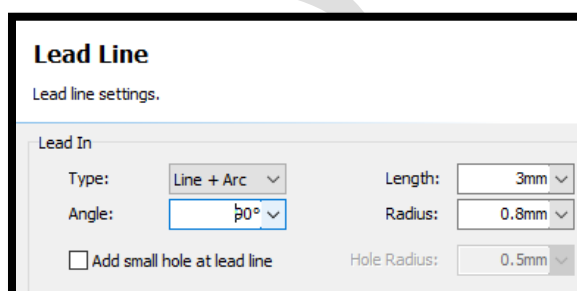 Lead Line
Lead line settings.
Lead In
Type: Line + Arc Length: 3mm
Angle: 90° Radius: 0.8mm
Add small hole at lead line Hole Radius: 0.5mm